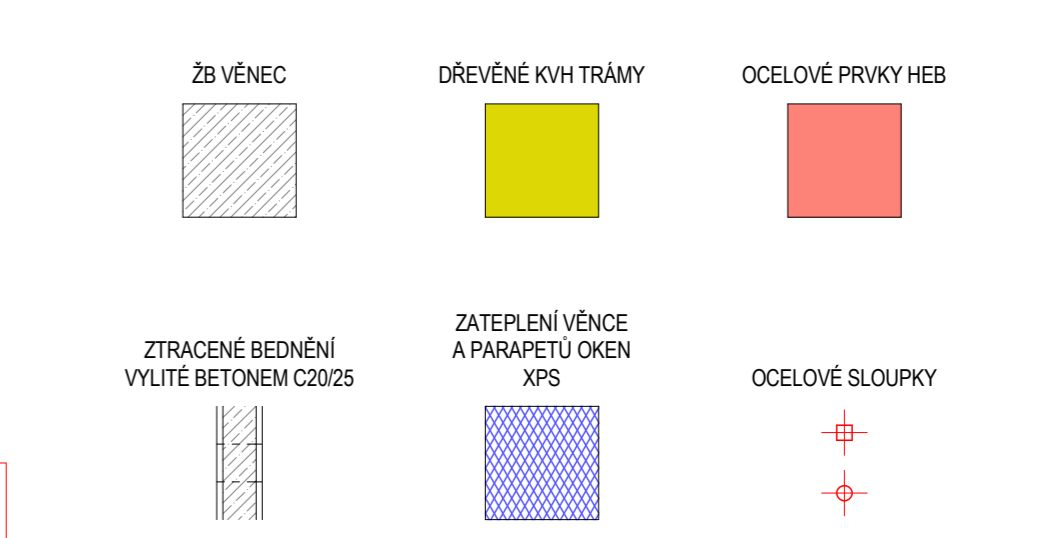 ŽB VĚNEC
DŘEVĚNÉ KVH TRÁMY
OCELOVÉ PRVKY HEB
ZTRACENÉ BEDNĚNÍ
VYLITÉ BETONEM C20/25
ZATEPLENÍ VĚNCE
A PARAPETŮ OKEN
XPS
OCELOVÉ SLOUPKY